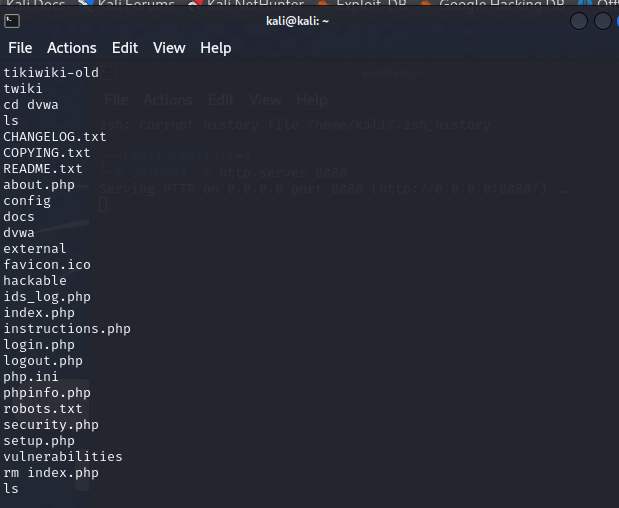 Kali Docs Kali Forums Kali NetHunter Exploit-DB Google Hacking DB
kali@kali: ~
File Actions Edit View Help
tikiwiki-old
twiki
cd dvwa
ls
CHANGELOG.txt
COPYING.txt
README.txt
about.php
config
docs
dvwa
external
favicon.ico
hackable
ids_log.php
index.php
instructions.php
login.php
logout.php
php.ini
phpinfo.php
robots.txt
security.php
setup.php
vulnerabilities
rm index.php
ls
File Actions Edit View Help
zsh: corrupt history file /home/kali/.zsh_history
http.server 8080
Serving HTTP on 0.0.0.0 port 8080 (http://0.0.0.0:8080/) ...